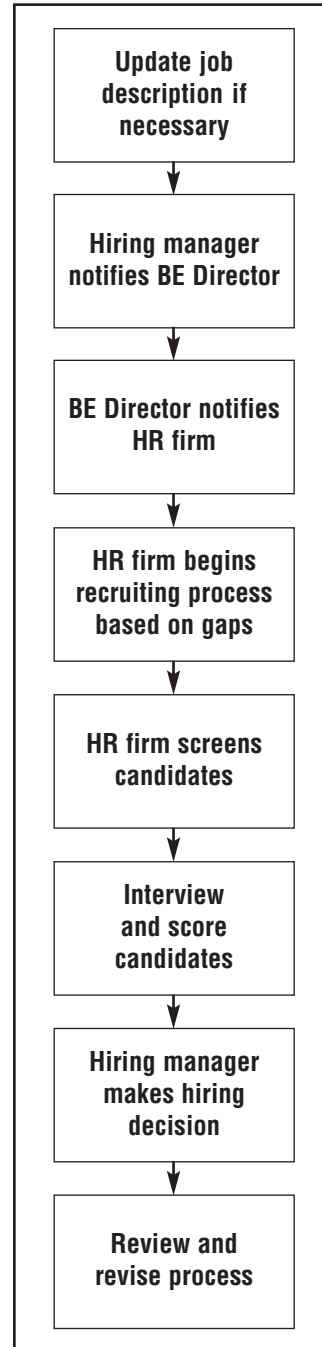 Update job
description if
necessary
Hiring manager
notifies BE Director
BE Director notifies
HR firm
HR firm begins
recruiting process
based on gaps
HR firm screens
candidates
Interview
and score
candidates
Hiring manager
makes hiring
decision
Review and
revise process